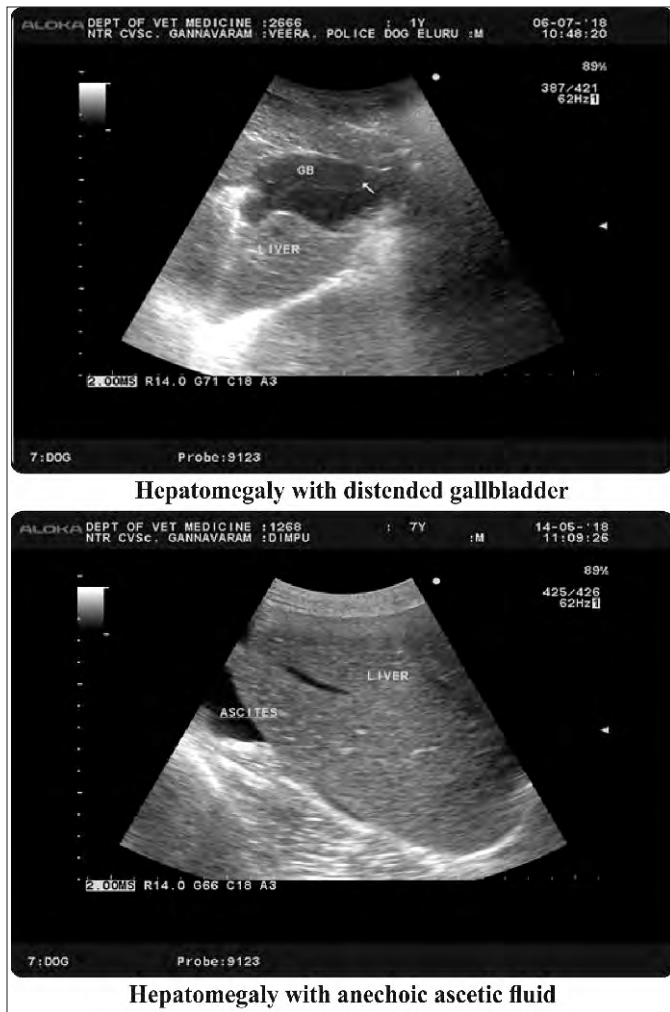 ALOKA DEPT OF VET MEDICINE :2666 : 1Y 06-07-'18
NTR CVSc. GANNAVARAM :VEERA. POLICE DOG ELURU :M 10:48:20
89%
387/421
62Hz1
GB
LIVER
2.00MS R14.0 G71 C18 A3
7:DOG Probe:9123
Hepatomegaly with distended gallbladder
ALOKA DEPT OF VET MEDICINE :1268 : 7Y 14-05-'18
NTR CVSc. GANNAVARAM :DIMPU :M 11:09:26
89%
425/426
62Hz1
LIVER
ASCITES
2.00MS R14.0 G66 C18 A3
7:DOG Probe:9123
Hepatomegaly with anechoic ascetic fluid